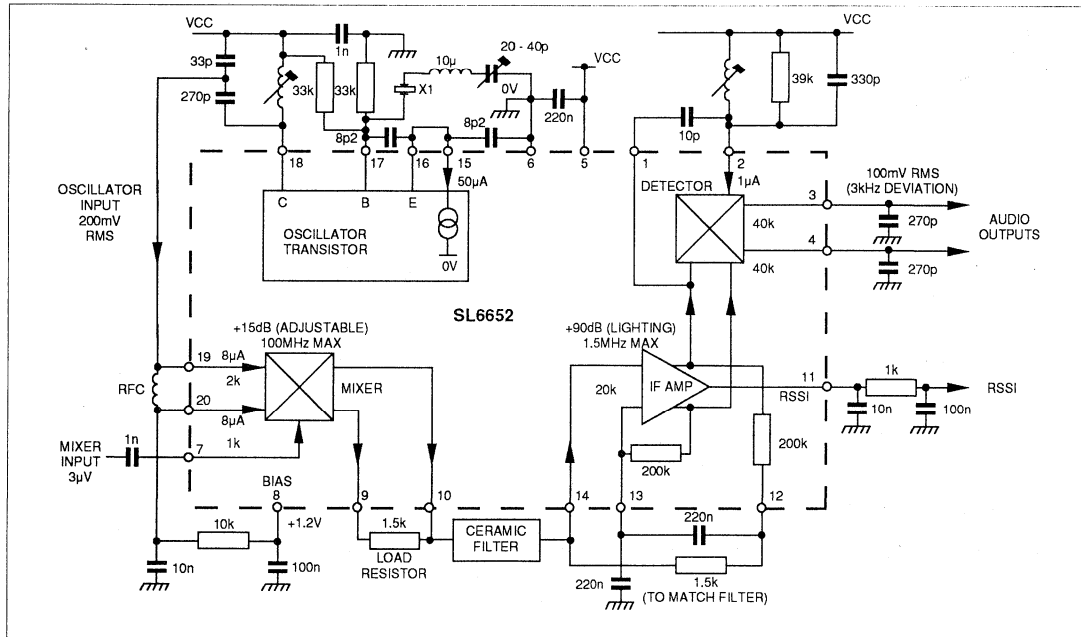 VCC
33p
270p
1n
33k
33k
10µ
20 - 40p
X1
0V
VCC
220n
8p2
8p2
VCC
39k
330p
10p
18
17
16
15
6
5
1
2
50µA
C
B
E
OSCILLATOR
TRANSISTOR
0V
OSCILLATOR
INPUT
200mV
RMS
DETECTOR
1µA
40k
40k
3
4
100mV RMS
(3kHz DEVIATION)
270p
270p
AUDIO
OUTPUTS
SL6652
+15dB (ADJUSTABLE)
100MHz MAX
MIXER
19
8µA
2k
20
8µA
RFC
7
1k
1n
MIXER
INPUT
3µV
+90dB (LIGHTING)
1.5MHz MAX
20k
IF AMP
RSSI
11
1k
RSSI
10n
100n
200k
200k
BIAS
8
+1.2V
9
10
14
13
12
10k
10n
100n
1.5k
LOAD
RESISTOR
CERAMIC
FILTER
220n
220n
1.5k
(TO MATCH FILTER)